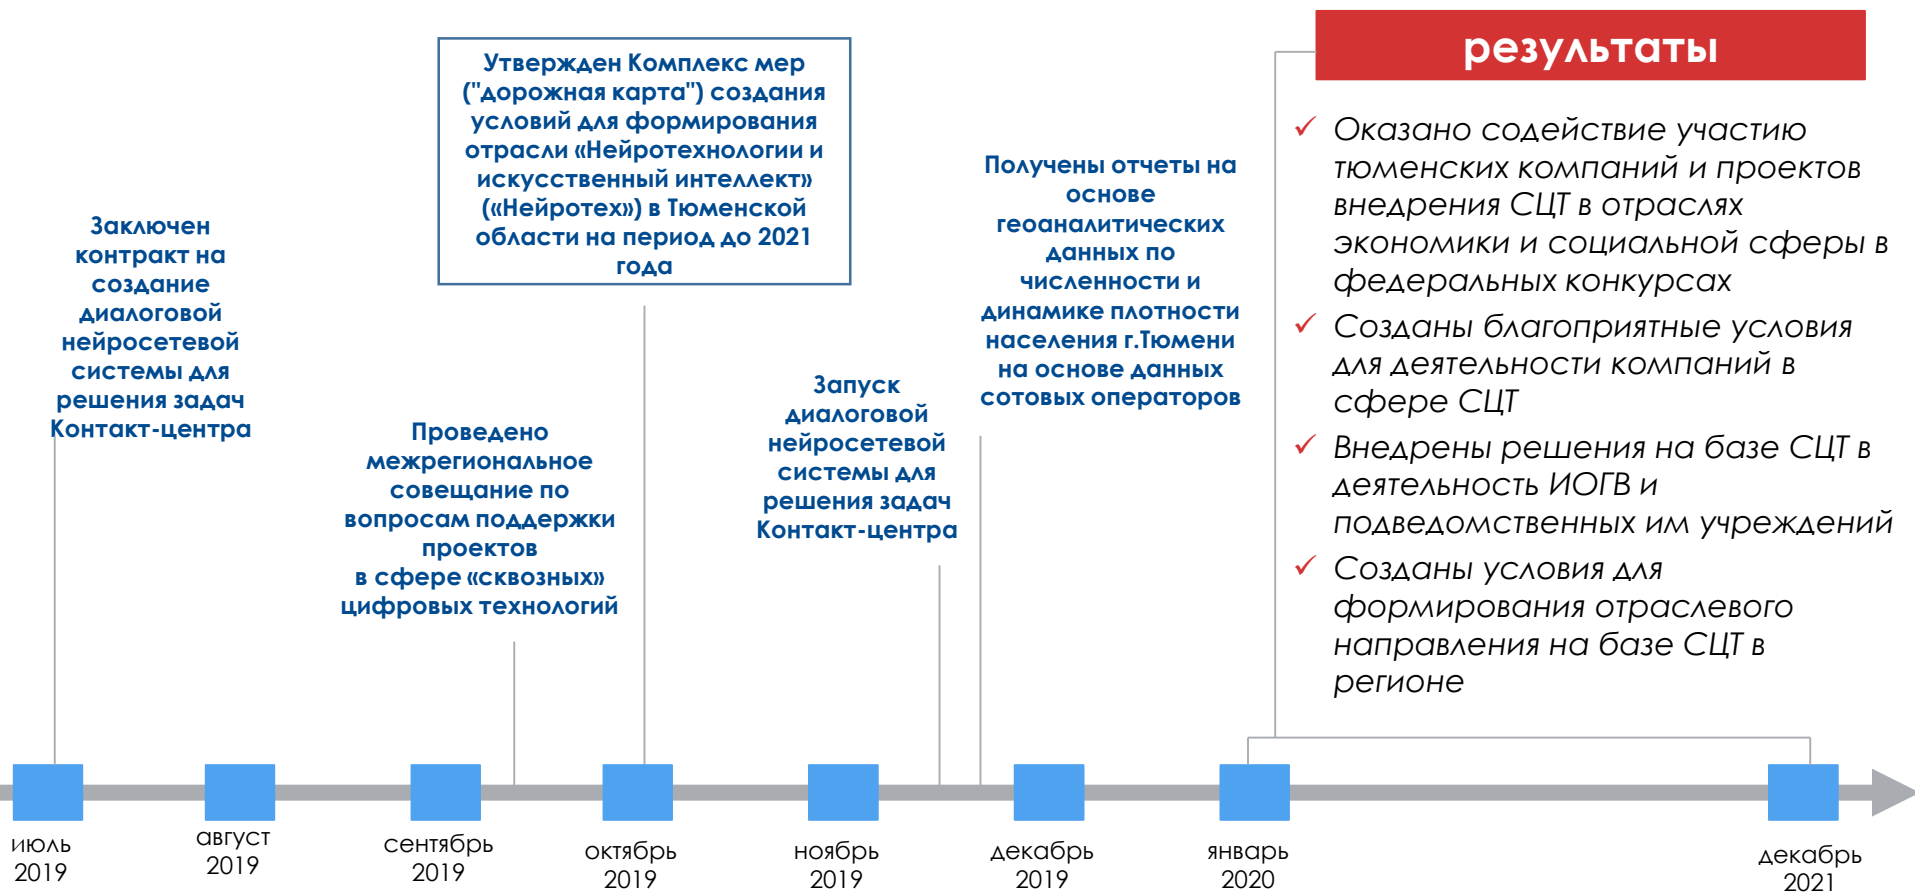 Заключен
контракт на
создание
диалоговой
нейросетевой
системы для
решения задач
Контакт-центра
Проведено
межрегиональное
совещание по
вопросам поддержки
проектов
в сфере «сквозных»
цифровых технологий
Утвержден Комплекс мер
("дорожная карта") создания
условий для формирования
отрасли «Нейротехнологии и
искусственный интеллект»
(«Нейротех») в Тюменской
области на период до 2021
года
Запуск
диалоговой
нейросетевой
системы для
решения задач
Контакт-центра
Получены отчеты на
основе
геоаналитических
данных по
численности и
динамике плотности
населения г.Тюмени
на основе данных
сотовых операторов
результаты
✓ Оказано содействие участию
тюменских компаний и проектов
внедрения СЦТ в отраслях
экономики и социальной сферы в
федеральных конкурсах
✓ Созданы благоприятные условия
для деятельности компаний в
сфере СЦТ
✓ Внедрены решения на базе СЦТ в
деятельность ИОГВ и
подведомственных им учреждений
✓ Созданы условия для
формирования отраслевого
направления на базе СЦТ в
регионе
июль
2019
август
2019
сентябрь
2019
октябрь
2019
ноябрь
2019
декабрь
2019
январь
2020
декабрь
2021